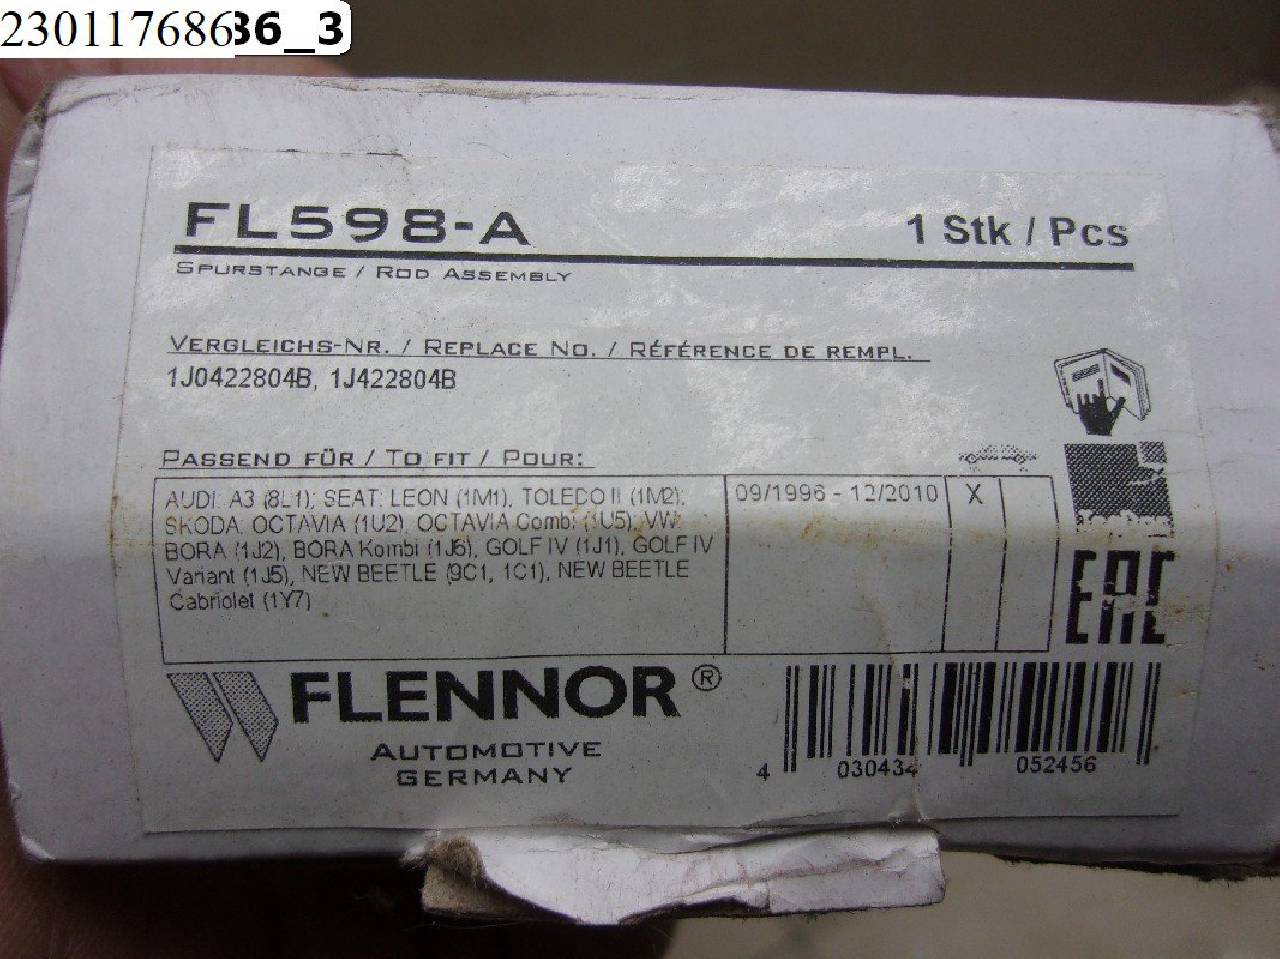 230117686
36_3
FL598-A
1 Stk / Pcs
SPURSTANGE / ROD ASSEMBLY
VERGLEICHS-NR. / REPLACE NO. / RÉFÉRENCE DE REMPL.
1J0422804B, 1J422804B
PASSEND FÜR / TO FIT / POUR:
AUDI: A3 (8L1); SEAT: LEON (1M1), TOLEDO II (1M2);
SKODA: OCTAVIA (1U2), OCTAVIA Combi (1U5); VW:
BORA (1J2), BORA Kombi (1J6), GOLF IV (1J1), GOLF IV
Variant (1J5), NEW BEETLE (9C1, 1C1), NEW BEETLE
Cabriolet (1Y7)
09/1996 - 12/2010
X
EAC
FLENNOR®
AUTOMOTIVE
GERMANY
4 030434 052456